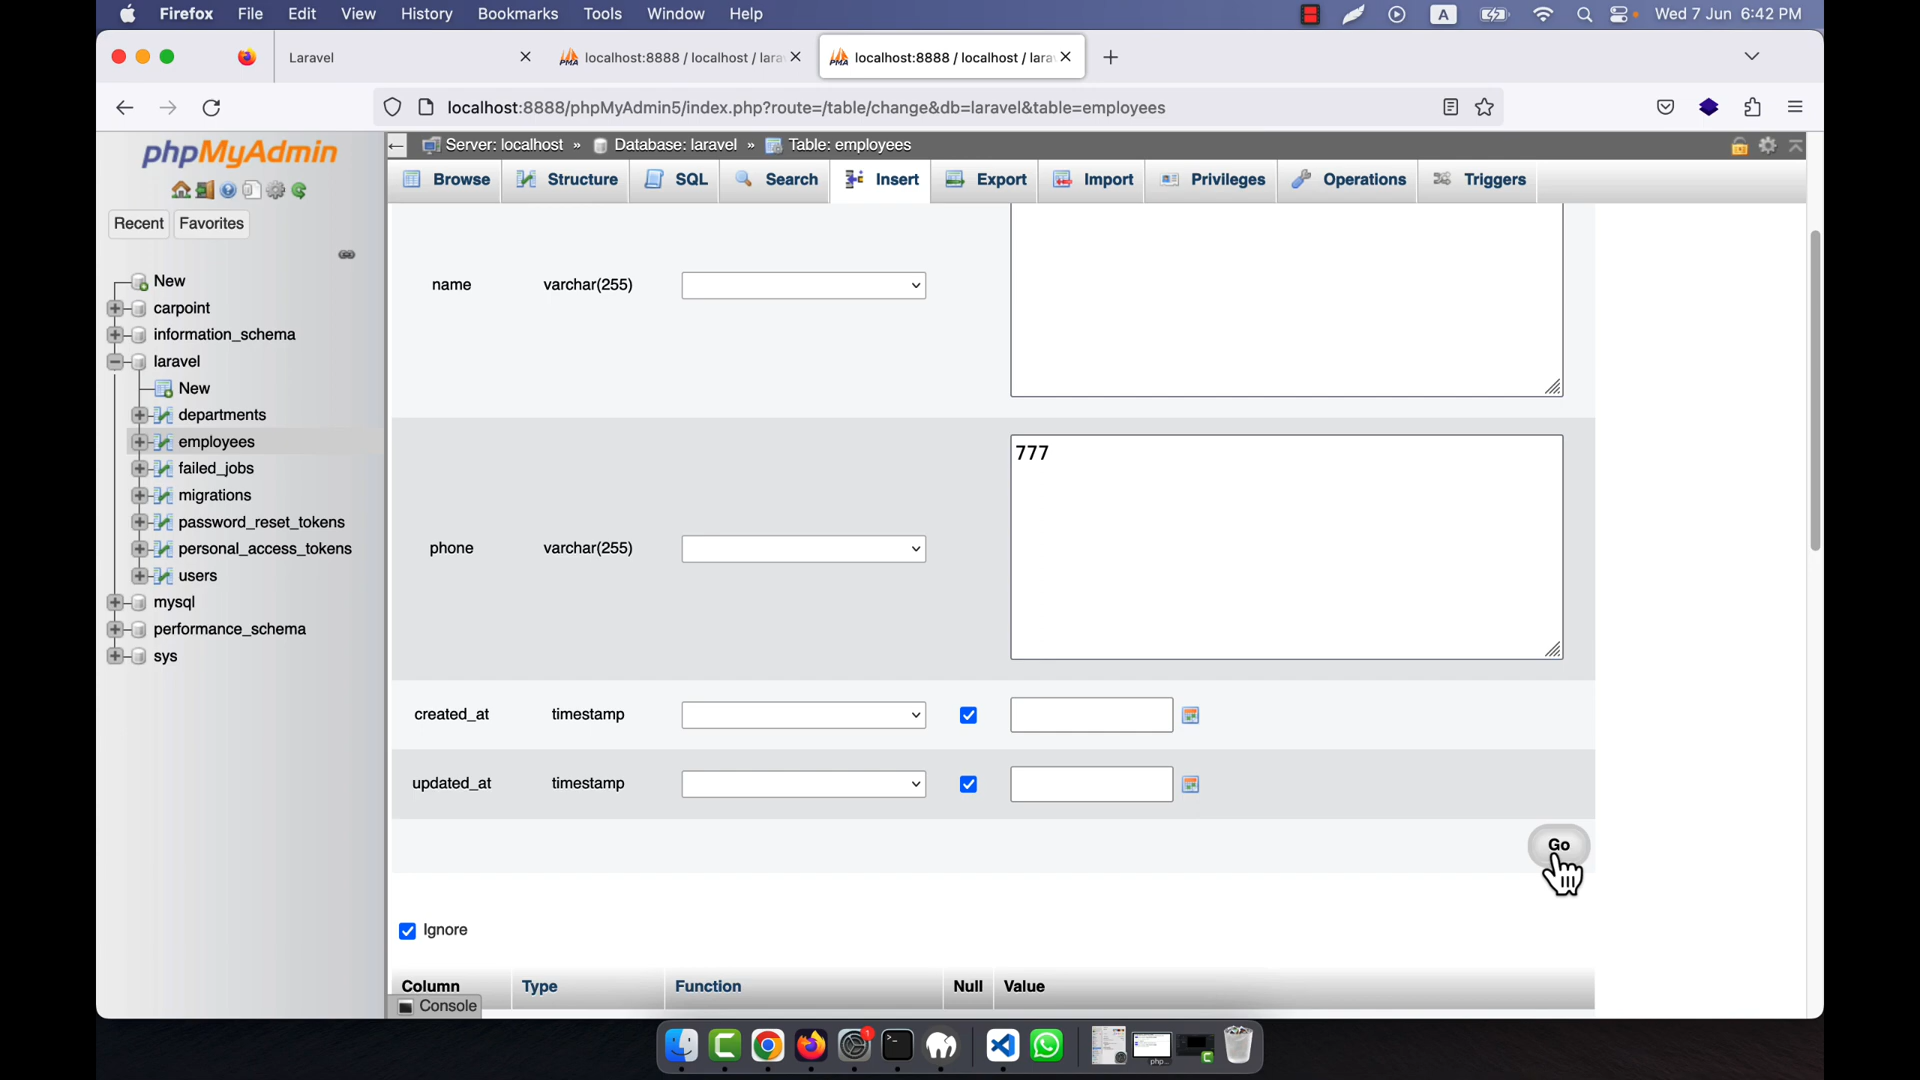 Firefox File Edit View History Bookmarks Tools Window Help A Wed 7 Jun 6:42 PM
Laravel localhost:8888 / localhost / lara localhost:8888 / localhost / lara
localhost:8888/phpMyAdmin5/index.php?route=/table/change&db=laravel&table=employees
phpMyAdmin
Recent Favorites
New
carpoint
information_schema
laravel
New
departments
employees
failed_jobs
migrations
password_reset_tokens
personal_access_tokens
users
mysql
performance_schema
sys
Server: localhost » Database: laravel » Table: employees
Browse Structure SQL Search Insert Export Import Privileges Operations Triggers
name varchar(255)
777
phone varchar(255)
created_at timestamp
updated_at timestamp
Go
Ignore
Column Type Function Null Value
Console
1